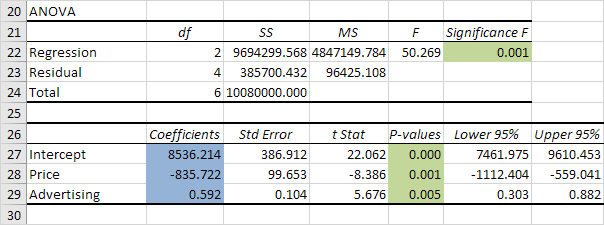 20 ANOVA
21 df SS MS F Significance F
22 Regression 2 9694299.568 4847149.784 50.269 0.001
23 Residual 4 385700.432 96425.108
24 Total 6 10080000.000
25
26 Coefficients Std Error t Stat P-values Lower 95% Upper 95%
27 Intercept 8536.214 386.912 22.062 0.000 7461.975 9610.453
28 Price -835.722 99.653 -8.386 0.001 -1112.404 -559.041
29 Advertising 0.592 0.104 5.676 0.005 0.303 0.882
30